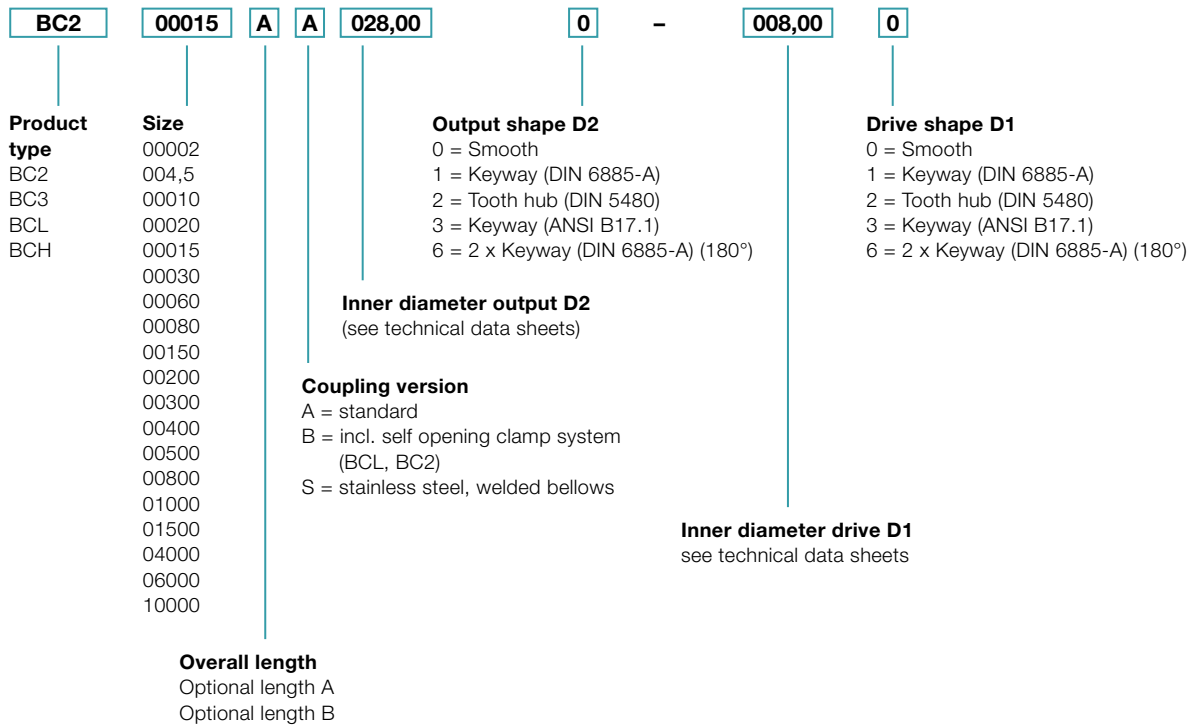 BC2 00015 A A 028,00 0 – 008,00 0
Product
type
BC2
BC3
BCL
BCH
Size
00002
004,5
00010
00020
00015
00030
00060
00080
00150
00200
00300
00400
00500
00800
01000
01500
04000
06000
10000
Overall length
Optional length A
Optional length B
Coupling version
A = standard
B = incl. self opening clamp system
(BCL, BC2)
S = stainless steel, welded bellows
Inner diameter output D2
(see technical data sheets)
Output shape D2
0 = Smooth
1 = Keyway (DIN 6885-A)
2 = Tooth hub (DIN 5480)
3 = Keyway (ANSI B17.1)
6 = 2 x Keyway (DIN 6885-A) (180°)
Inner diameter drive D1
see technical data sheets
Drive shape D1
0 = Smooth
1 = Keyway (DIN 6885-A)
2 = Tooth hub (DIN 5480)
3 = Keyway (ANSI B17.1)
6 = 2 x Keyway (DIN 6885-A) (180°)